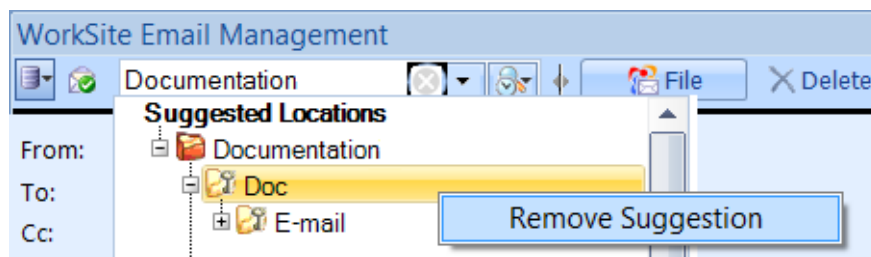 WorkSite Email Management
Documentation File Delete
Suggested Locations
From: Documentation
To: Doc
Cc: E-mail Remove Suggestion